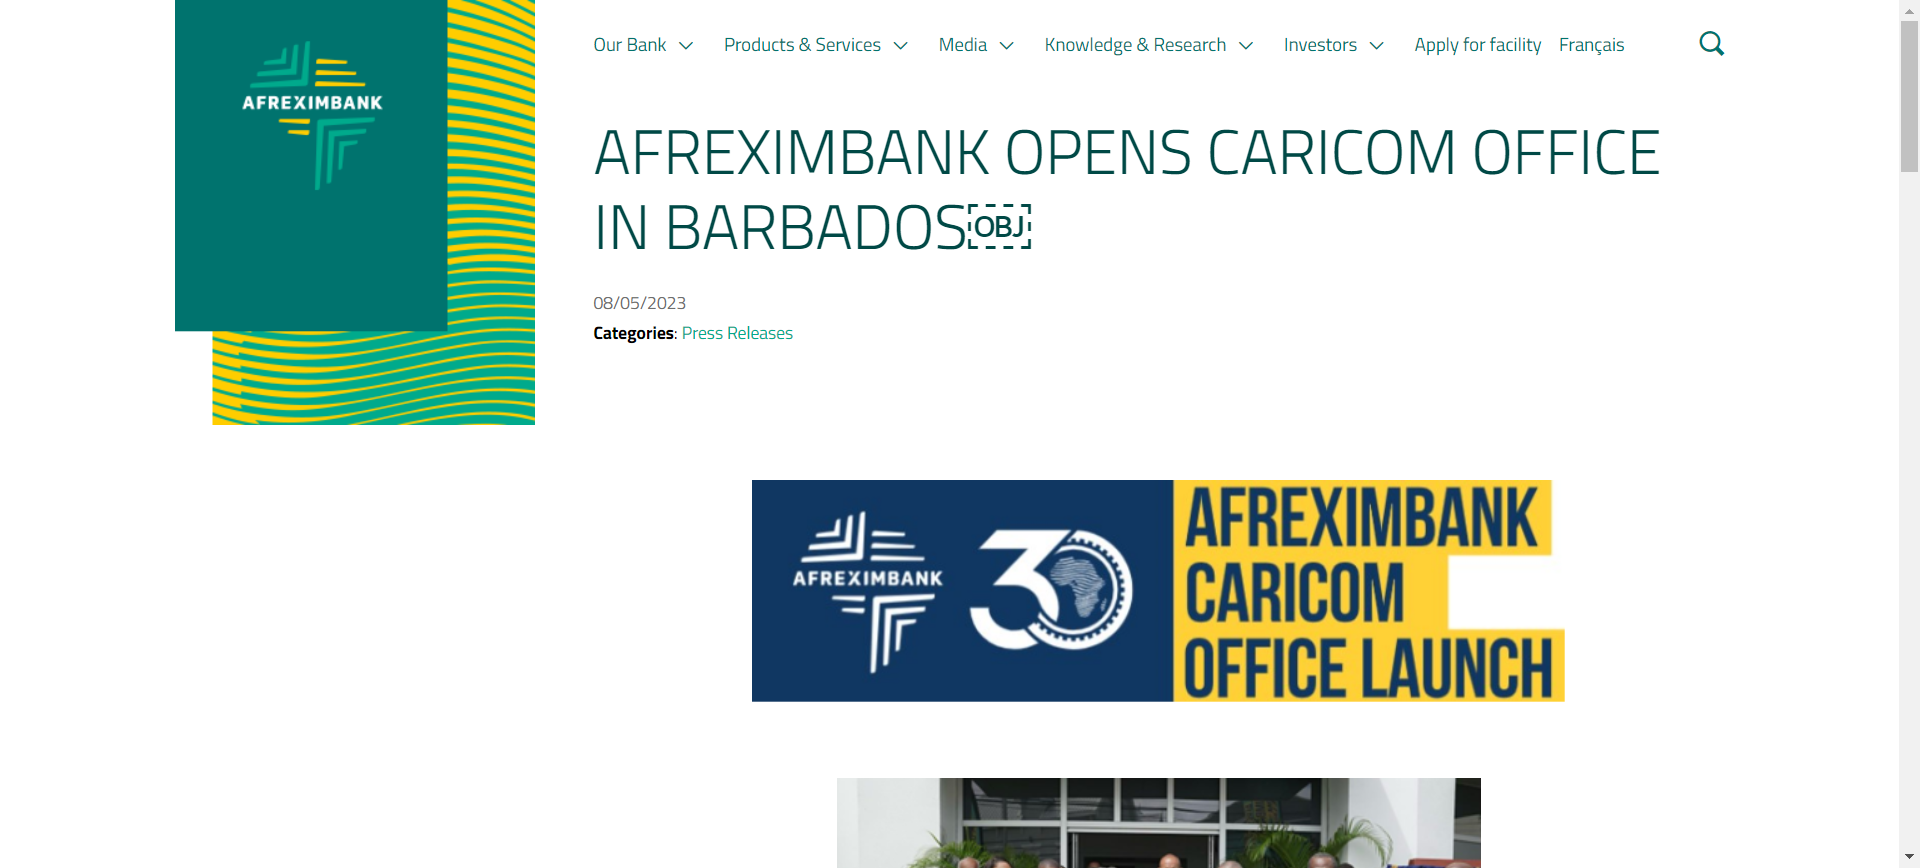 AFREXIMBANK
Our Bank Products & Services Media Knowledge & Research Investors Apply for facility Français
AFREXIMBANK OPENS CARICOM OFFICE
IN BARBADOS￼
08/05/2023
Categories: Press Releases
AFREXIMBANK 30
AFREXIMBANK
CARICOM
OFFICE LAUNCH